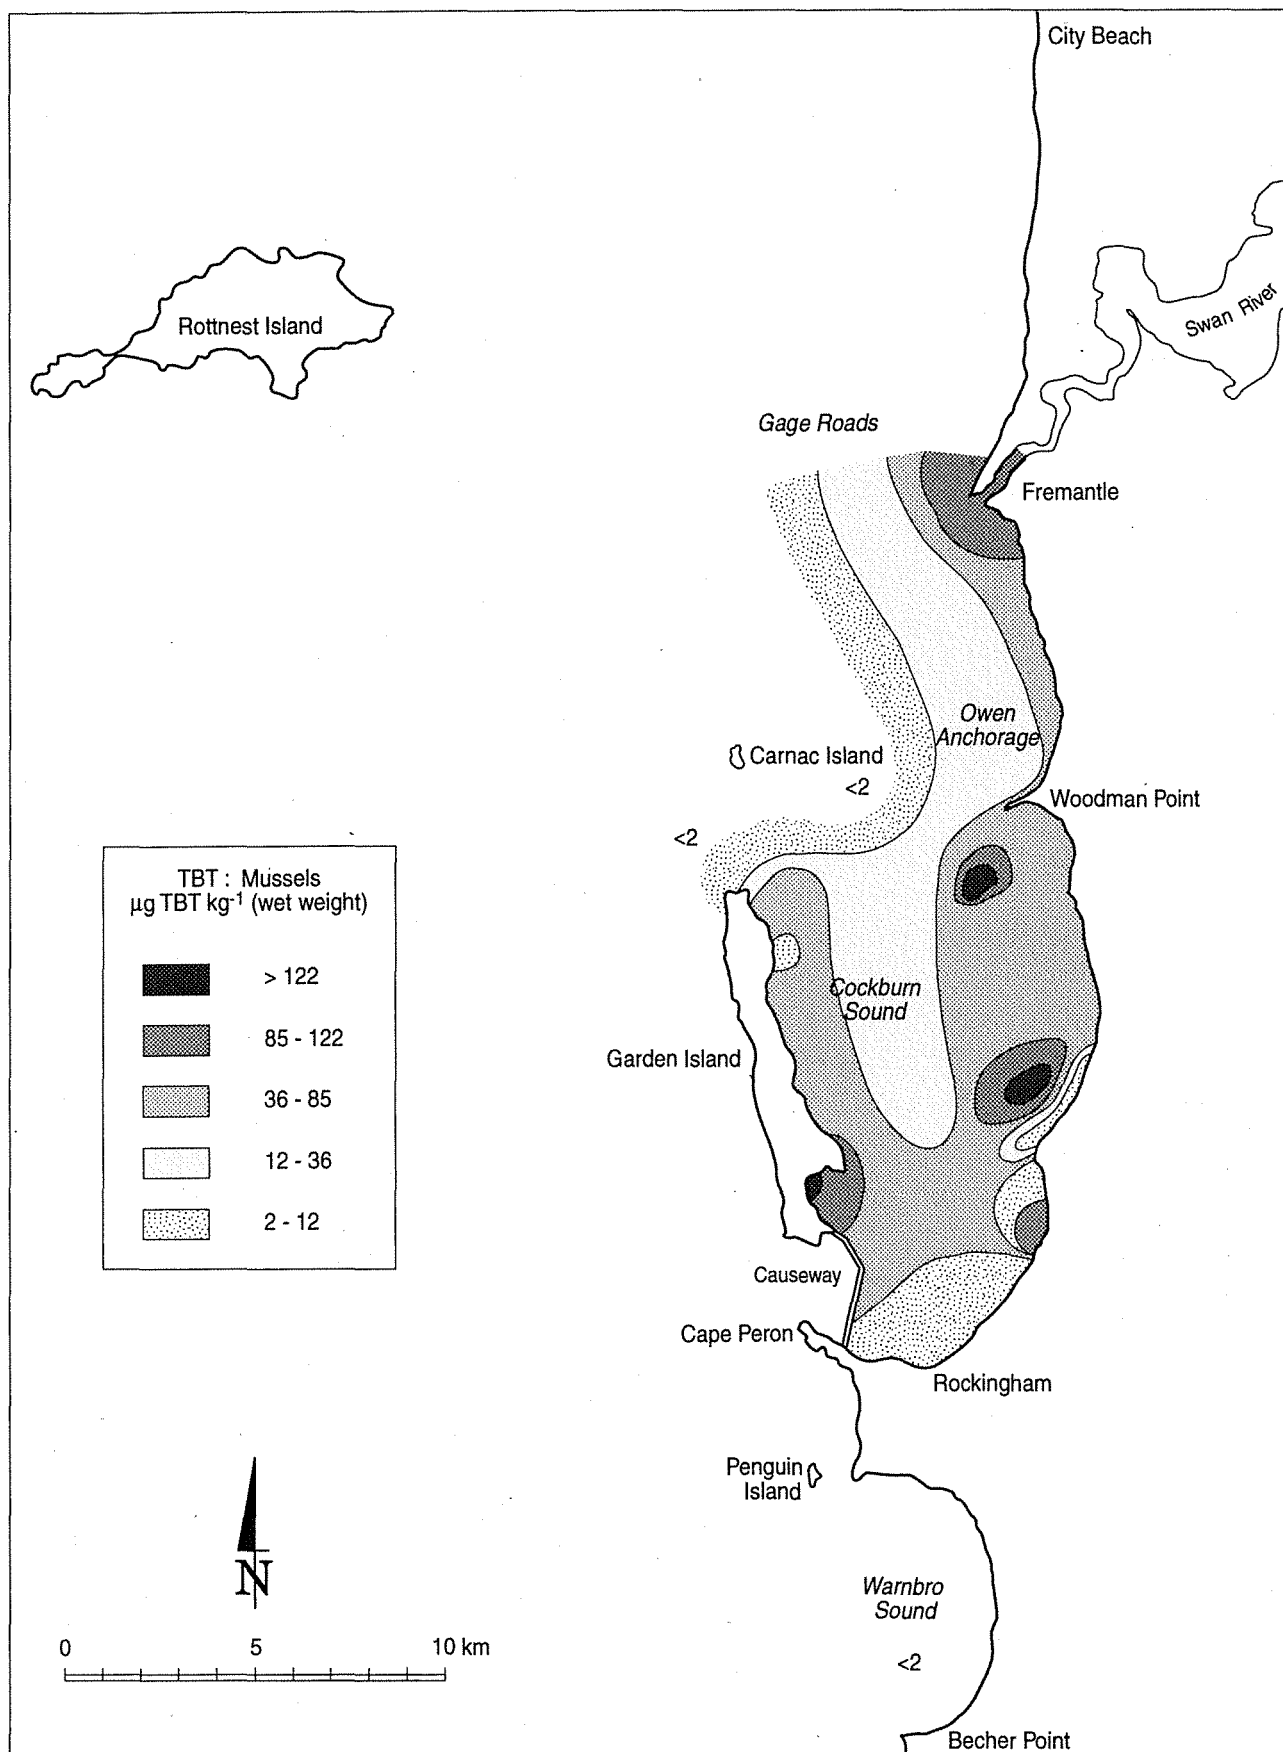 City Beach
Swan River
Rottnest Island
Gage Roads
Fremantle
Owen
Anchorage
Carnac Island
<2
Woodman Point
<2
TBT : Mussels
µg TBT kg-1 (wet weight)
> 122
85 - 122
36 - 85
12 - 36
2 - 12
Cockburn
Sound
Garden Island
Causeway
Cape Peron
Rockingham
Penguin
Island
N
Warnbro
Sound
0 5 10 km
<2
Becher Point